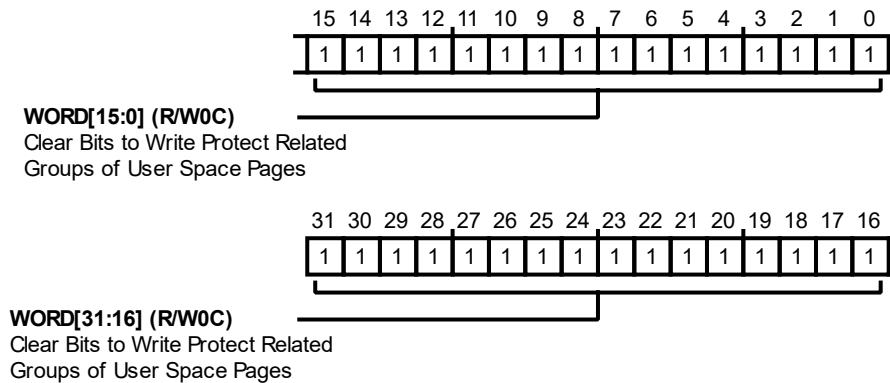 15 14 13 12 11 10 9 8 7 6 5 4 3 2 1 0
1 1 1 1 1 1 1 1 1 1 1 1 1 1 1 1
WORD[15:0] (R/W0C)
Clear Bits to Write Protect Related
Groups of User Space Pages
31 30 29 28 27 26 25 24 23 22 21 20 19 18 17 16
1 1 1 1 1 1 1 1 1 1 1 1 1 1 1 1
WORD[31:16] (R/W0C)
Clear Bits to Write Protect Related
Groups of User Space Pages